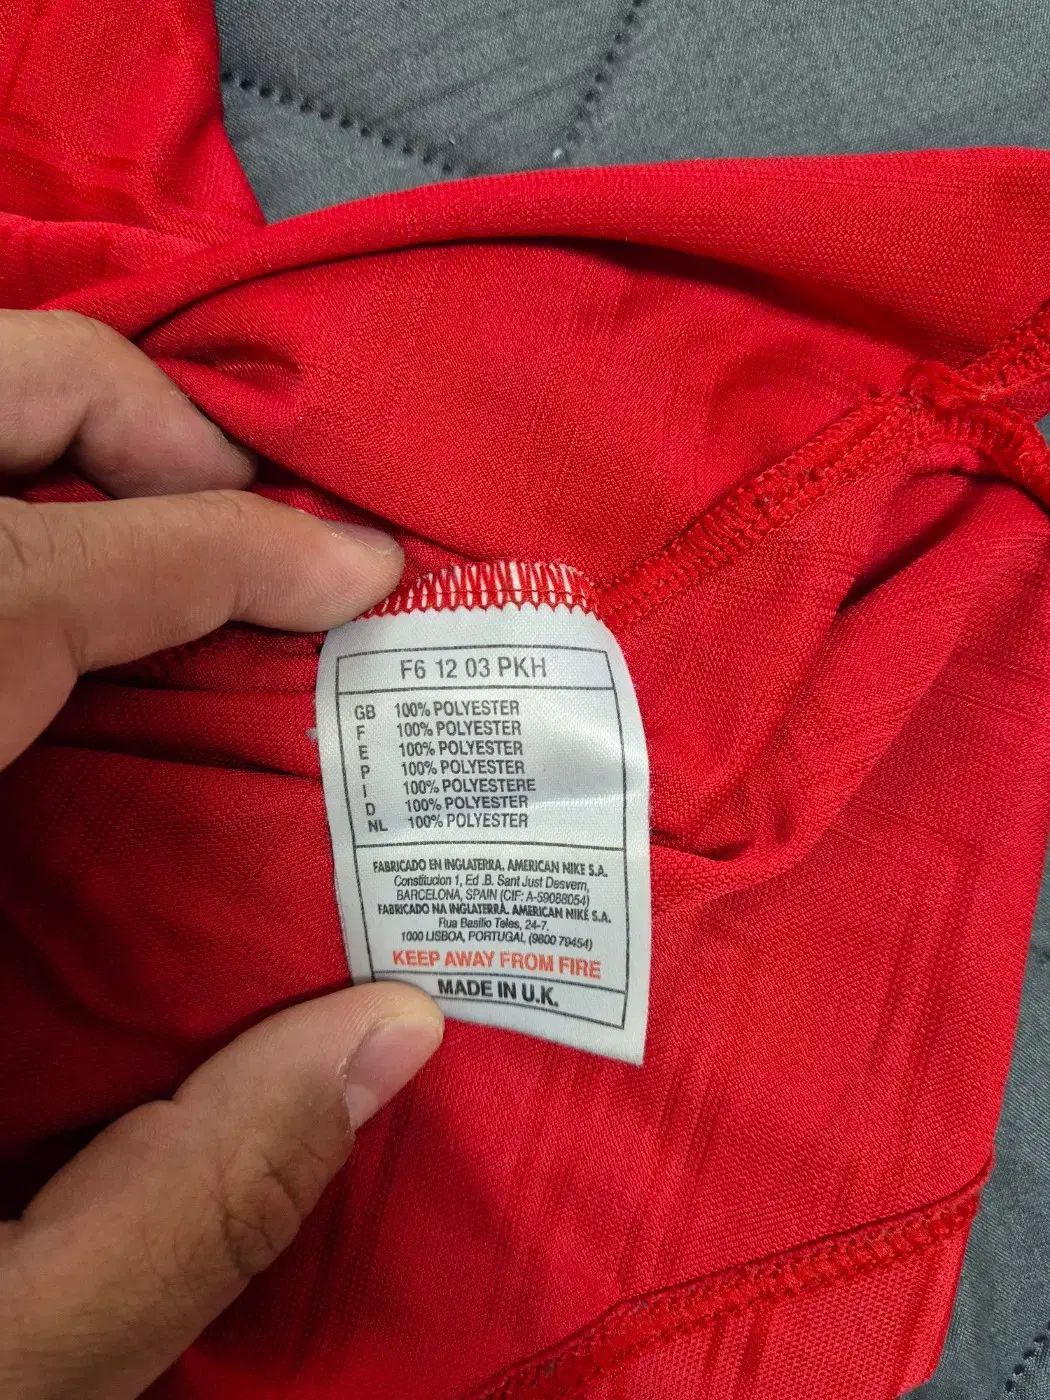 F6 12 03 PKH
GB 100% POLYESTER
F 100% POLYESTER
E 100% POLYESTER
P 100% POLYESTER
I 100% POLYESTERE
D 100% POLYESTER
NL 100% POLYESTER
FABRICADO EN INGLATERRA. AMERICAN NIKE S.A.
Constitucion 1, Ed .B. Sant Just Desvern,
BARCELONA, SPAIN (CIF: A-59088054)
FABRICADO NA INGLATERRA. AMERICAN NIKE S.A.
Rua Basilio Teles, 24-7.
1000 LISBOA, PORTUGAL (9800 79454)
KEEP AWAY FROM FIRE
MADE IN U.K.